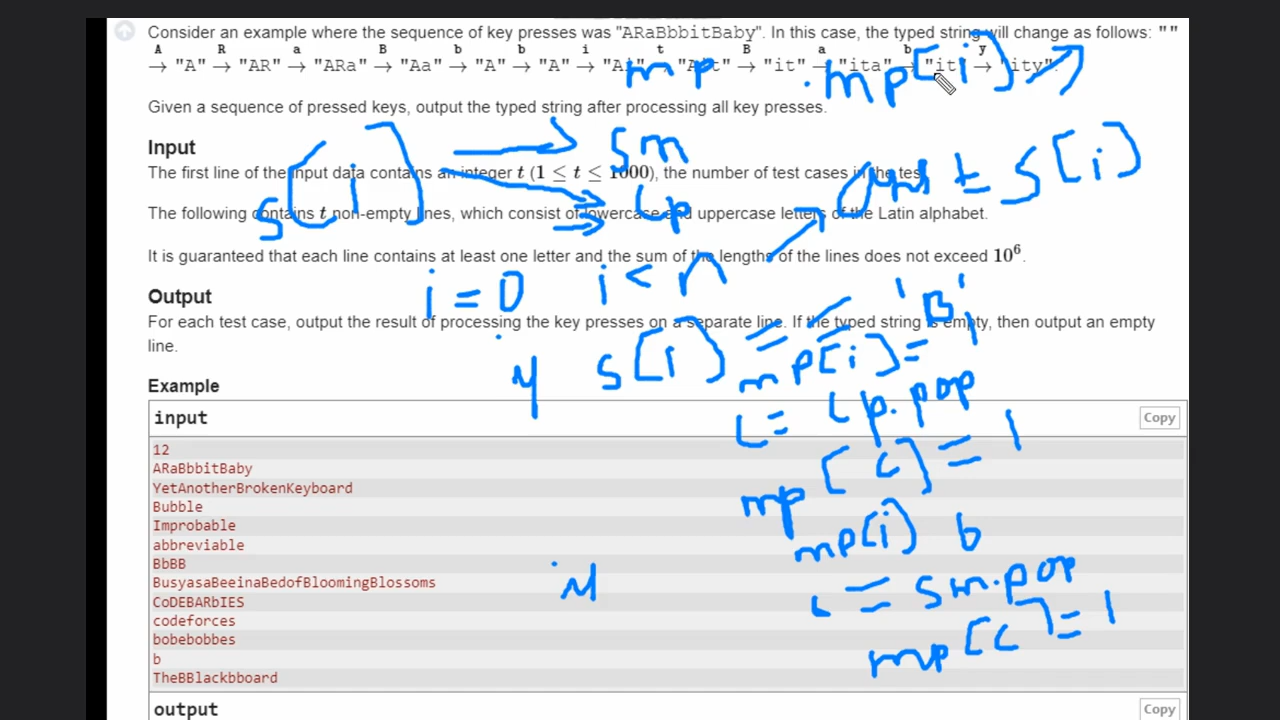 Consider an example where the sequence of key presses was "ARaBbbitBaby". In this case, the typed string will change as follows: ""
A R a B b b i t B a b y
→ "A" → "AR" → "ARa" → "Aa" → "A" → "A" → "Ai" → → "it" → "ita" → "it" → "ity".
mp mp[i]
Given a sequence of pressed keys, output the typed string after processing all key presses.
Input
s[i] sm
The first line of the input data contains an integer t (1 ≤ t ≤ 1000), the number of test cases in the test.
lp ans += s[i]
The following contains t non-empty lines, which consist of lowercase and uppercase letters of the Latin alphabet.
It is guaranteed that each line contains at least one letter and the sum of the lengths of the lines does not exceed 10^6.
i = 0 i < n
Output
For each test case, output the result of processing the key presses on a separate line. If the typed string is empty, then output an empty
line.
s[i] == 'B'
mp[i] = 1
Example
input
Copy
L = lp.pop
mp[c] = 1
mp[i] b
L = sm.pop
mp[c] = 1
12
ARaBbbitBaby
YetAnotherBrokenKeyboard
Bubble
Improbable
abbreviable
BbBB
BusyasaBeeinaBedofBloomingBlossoms
CoDEBARbIES
codeforces
bobebobbes
b
TheBBlackbboard
output
Copy